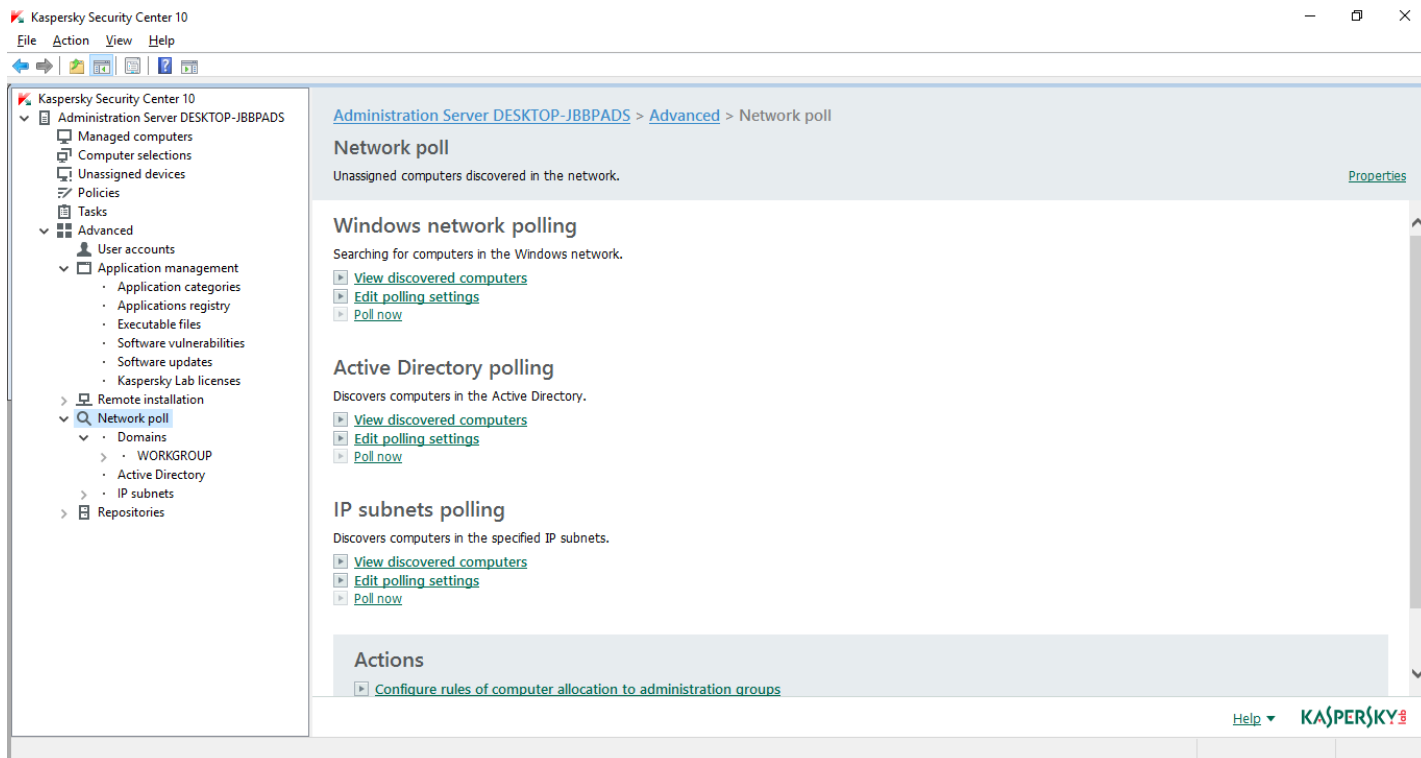 Kaspersky Security Center 10
File Action View Help
Kaspersky Security Center 10
Administration Server DESKTOP-JBBPADS
Managed computers
Computer selections
Unassigned devices
Policies
Tasks
Advanced
User accounts
Application management
Application categories
Applications registry
Executable files
Software vulnerabilities
Software updates
Kaspersky Lab licenses
Remote installation
Network poll
Domains
WORKGROUP
Active Directory
IP subnets
Repositories
Administration Server DESKTOP-JBBPADS > Advanced > Network poll
Network poll
Unassigned computers discovered in the network.
Properties
Windows network polling
Searching for computers in the Windows network.
View discovered computers
Edit polling settings
Poll now
Active Directory polling
Discovers computers in the Active Directory.
View discovered computers
Edit polling settings
Poll now
IP subnets polling
Discovers computers in the specified IP subnets.
View discovered computers
Edit polling settings
Poll now
Actions
Configure rules of computer allocation to administration groups
Help
KASPERSKY lab